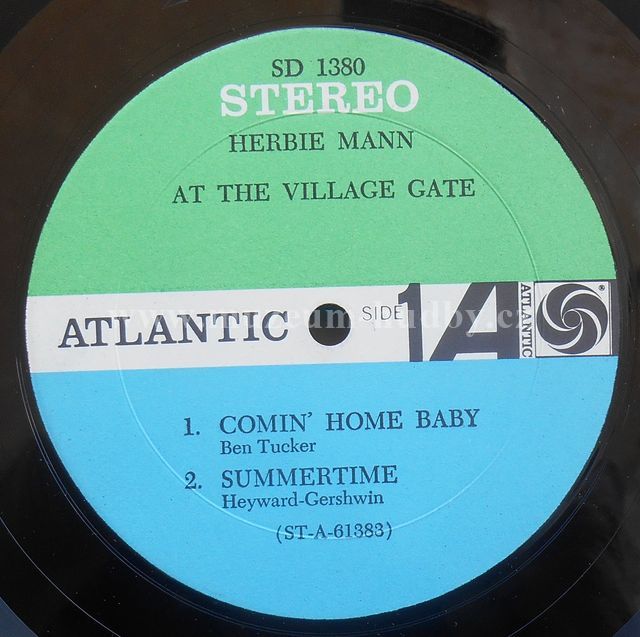 SD 1380
STEREO
HERBIE MANN
AT THE VILLAGE GATE
ATLANTIC
SIDE 1
A
ATLANTIC
®
1. COMIN' HOME BABY
Ben Tucker
2. SUMMERTIME
Heyward-Gershwin
(ST-A-61383)